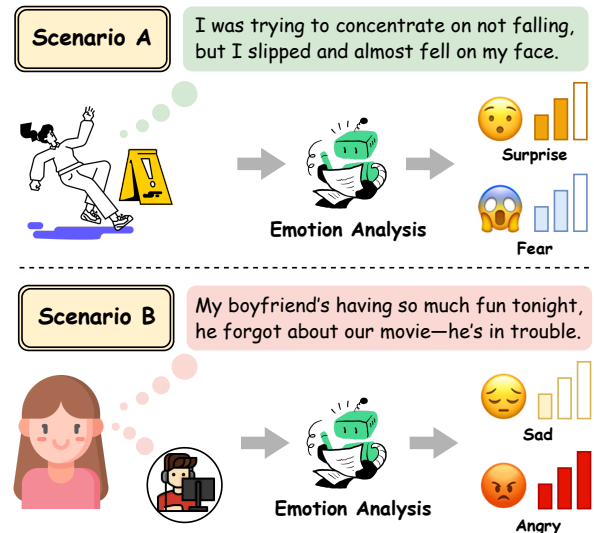 Scenario A
I was trying to concentrate on not falling,
but I slipped and almost fell on my face.
Surprise
Emotion Analysis
Fear
Scenario B
My boyfriend's having so much fun tonight,
he forgot about our movie—he's in trouble.
Sad
Emotion Analysis
Angry